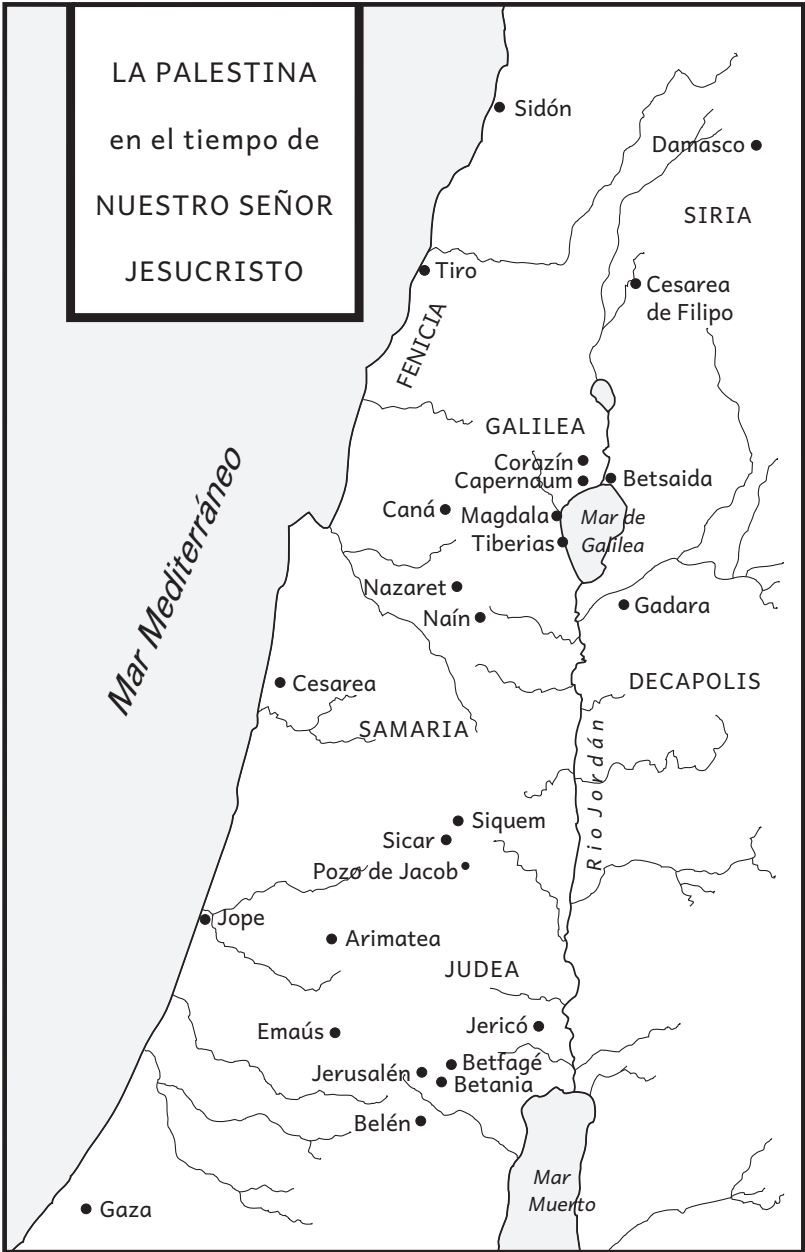 LA PALESTINA
en el tiempo de
NUESTRO SEÑOR
JESUCRISTO
Sidón
Damasco
SIRIA
Tiro
Cesarea
de Filipo
FENICIA
GALILEA
Corazín
Capernaum
Betsaida
Caná
Magdala
Mar de
Galilea
Tiberias
Mar Mediterráneo
Nazaret
Gadara
Naín
Cesarea
DECAPOLIS
SAMARIA
Rio Jordán
Siquem
Sicar
Pozo de Jacob
Jope
Arimatea
JUDEA
Emaús
Jericó
Betfagé
Jerusalén
Betania
Belén
Mar
Muerto
Gaza